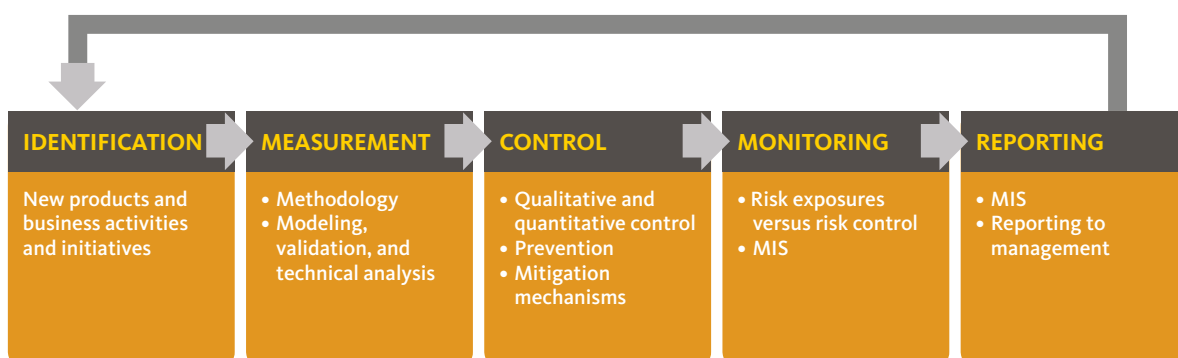 IDENTIFICATION
New products and
business activities
and initiatives
MEASUREMENT
• Methodology
• Modeling,
validation, and
technical analysis
CONTROL
• Qualitative and
quantitative control
• Prevention
• Mitigation
mechanisms
MONITORING
• Risk exposures
versus risk control
• MIS
REPORTING
• MIS
• Reporting to
management